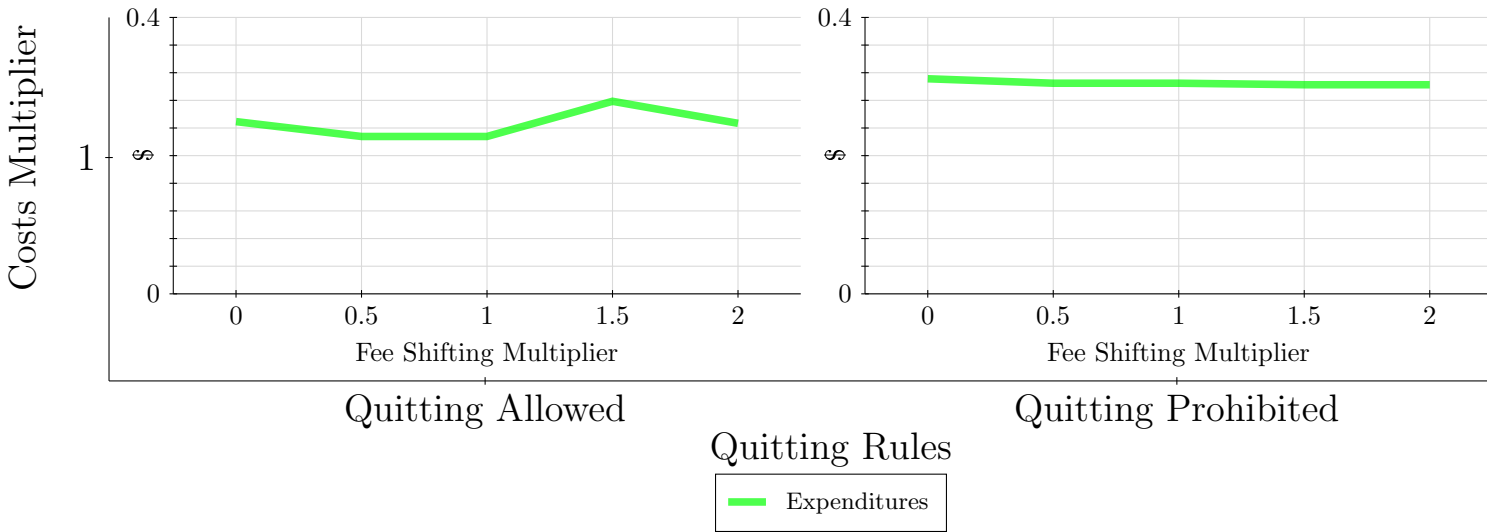 Costs Multiplier
1
0.4
$
0
0 0.5 1 1.5 2
Fee Shifting Multiplier
0.4
$
0
0 0.5 1 1.5 2
Fee Shifting Multiplier
Quitting Allowed
Quitting Prohibited
Quitting Rules
Expenditures